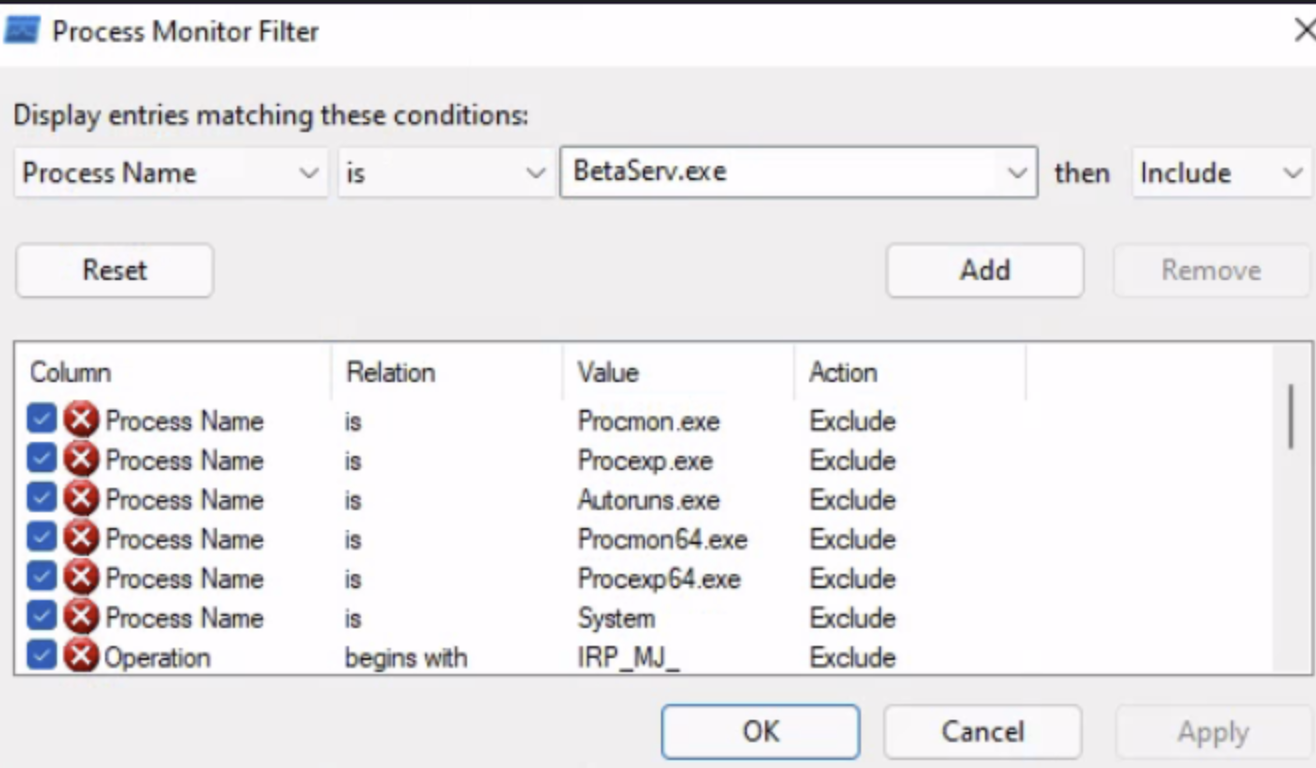 Process Monitor Filter
Display entries matching these conditions:
Process Name is BetaServ.exe then Include
Reset Add Remove
Column Relation Value Action
Process Name is Procmon.exe Exclude
Process Name is Procexp.exe Exclude
Process Name is Autoruns.exe Exclude
Process Name is Procmon64.exe Exclude
Process Name is Procexp64.exe Exclude
Process Name is System Exclude
Operation begins with IRP_MJ_ Exclude
OK Cancel Apply